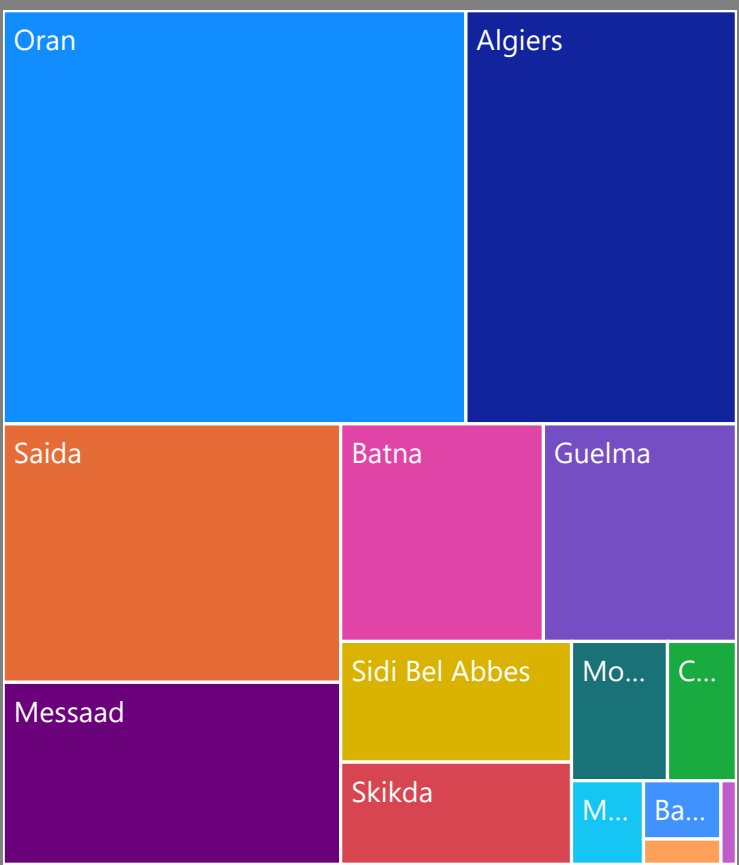 Oran
Algiers
Saida
Batna
Guelma
Sidi Bel Abbes
Mo...
C...
Messaad
Skikda
M...
Ba...